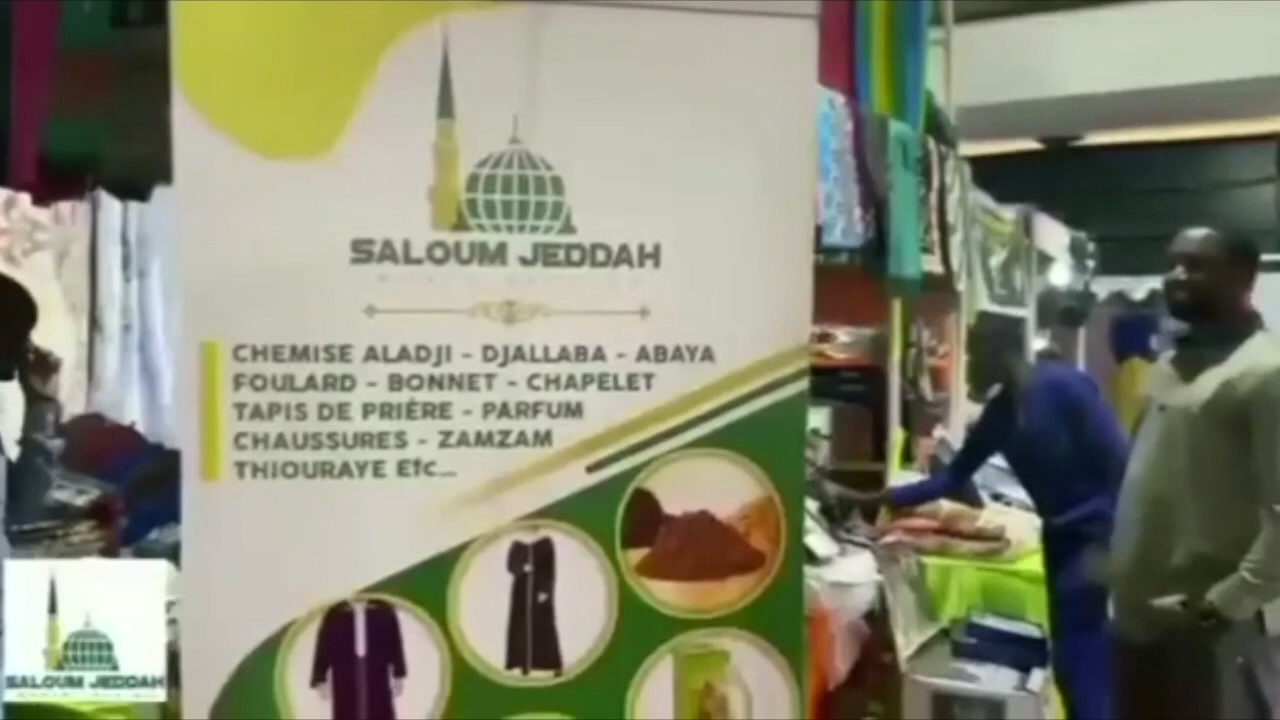 SALOUM JEDDAH
CHEMISE ALADJI - DJALLABA - ABAYA
FOULARD - BONNET - CHAPELET
TAPIS DE PRIÈRE - PARFUM
CHAUSSURES - ZAMZAM
THIOURAYE Etc...
SALOUM JEDDAH